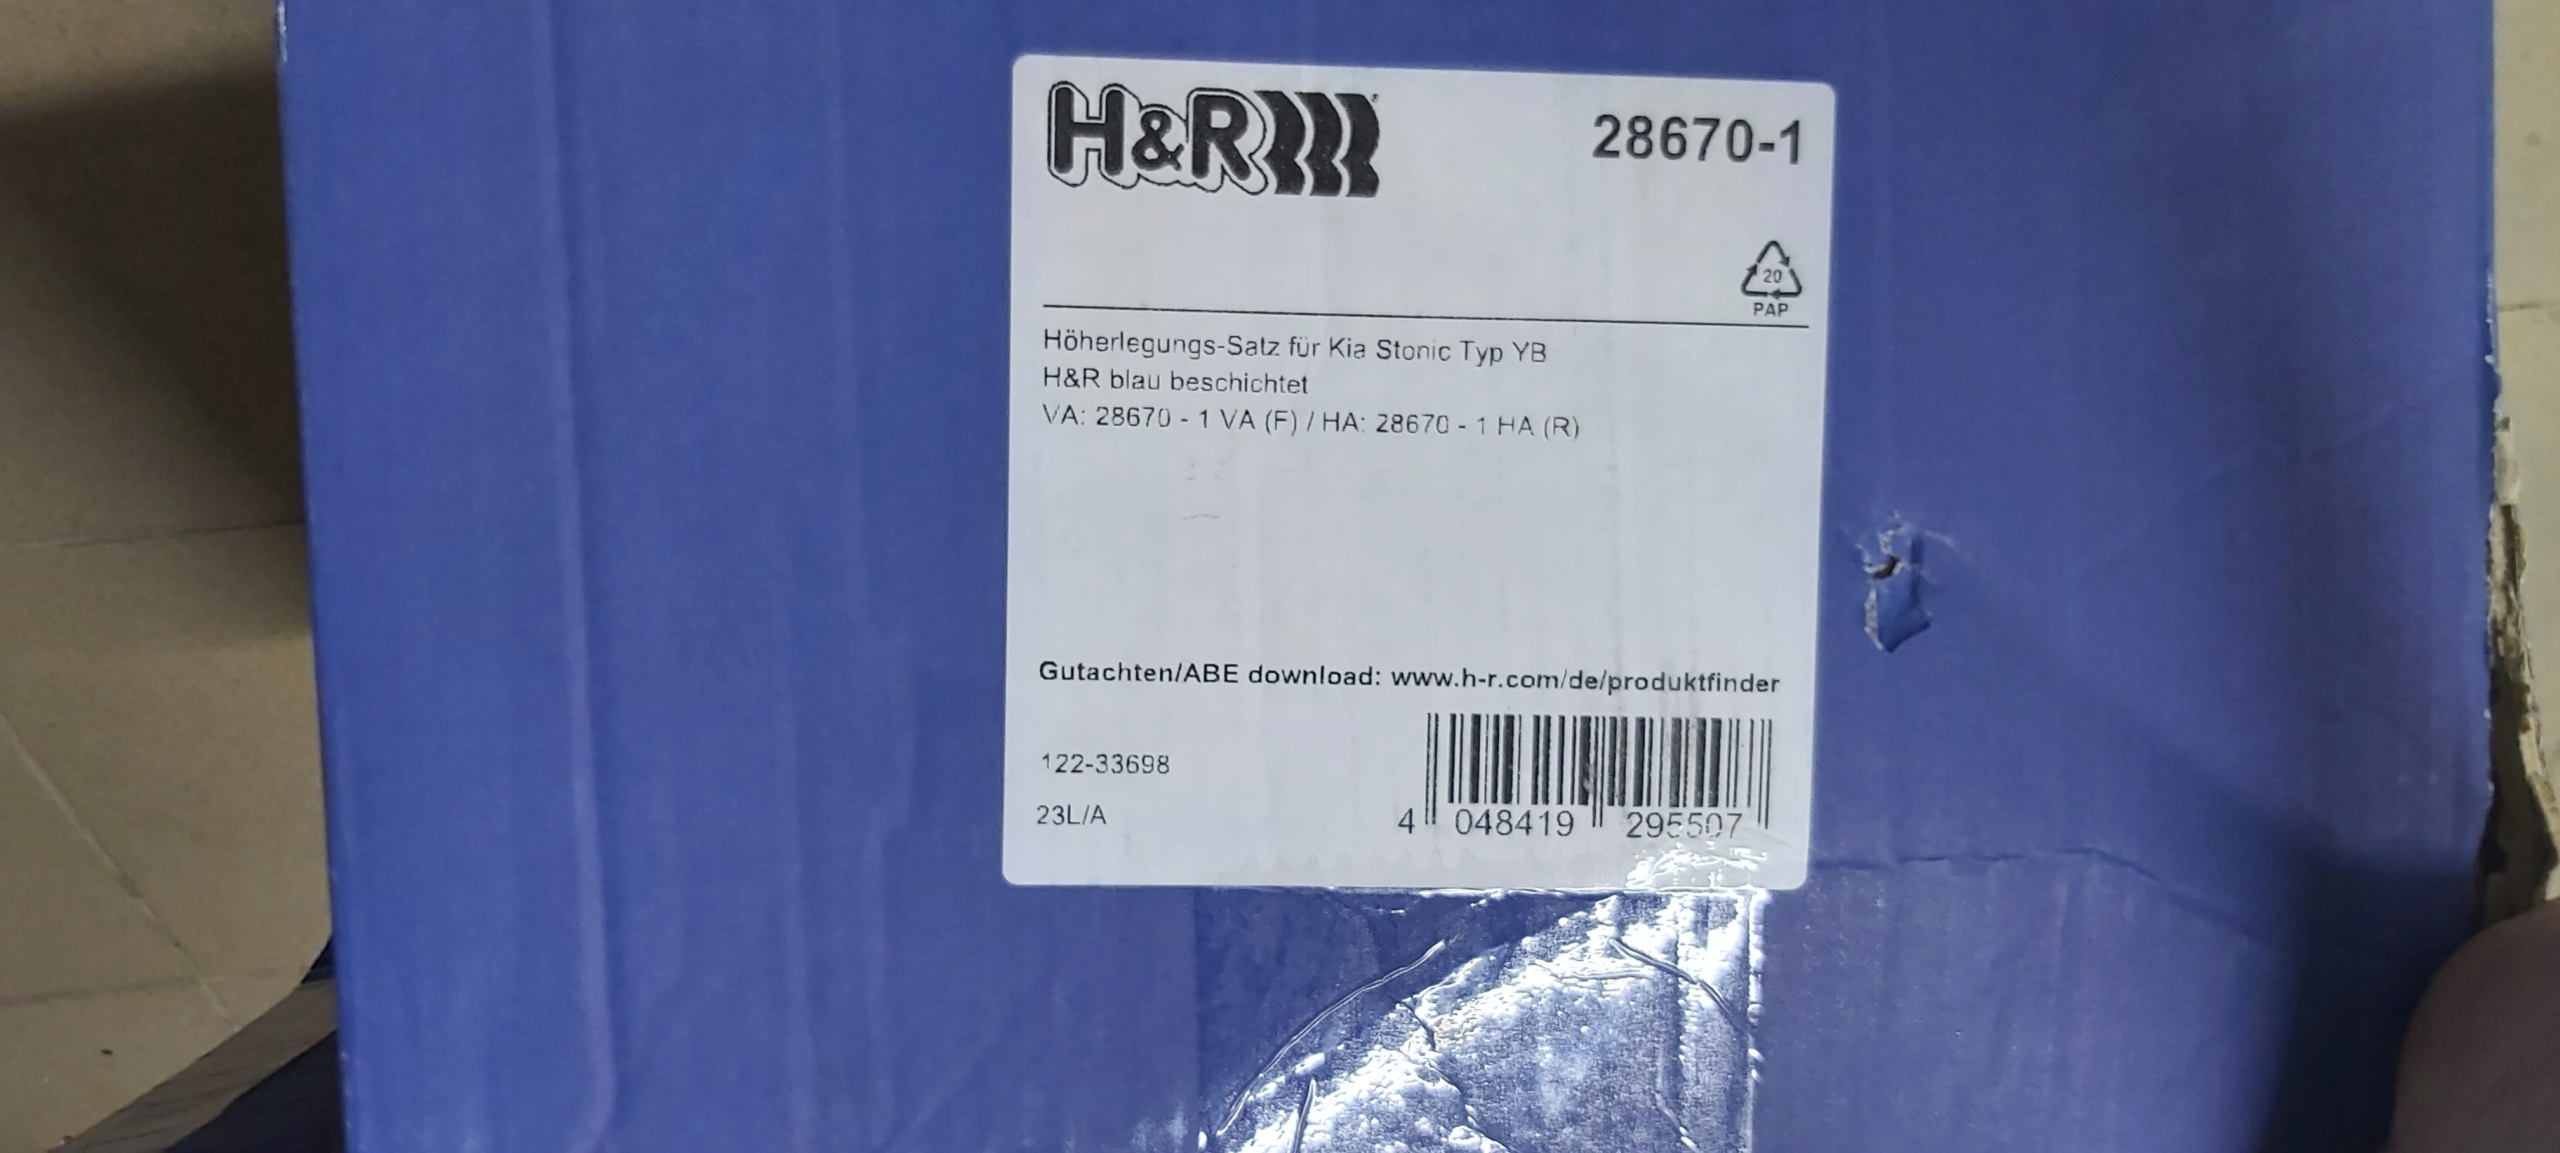 H&R
28670-1
20
PAP
Höherlegungs-Satz für Kia Stonic Typ YB
H&R blau beschichtet
VA: 28670 - 1 VA (F) / HA: 28670 - 1 HA (R)
Gutachten/ABE download: www.h-r.com/de/produktfinder
122-33698
23L/A
4 048419 295507